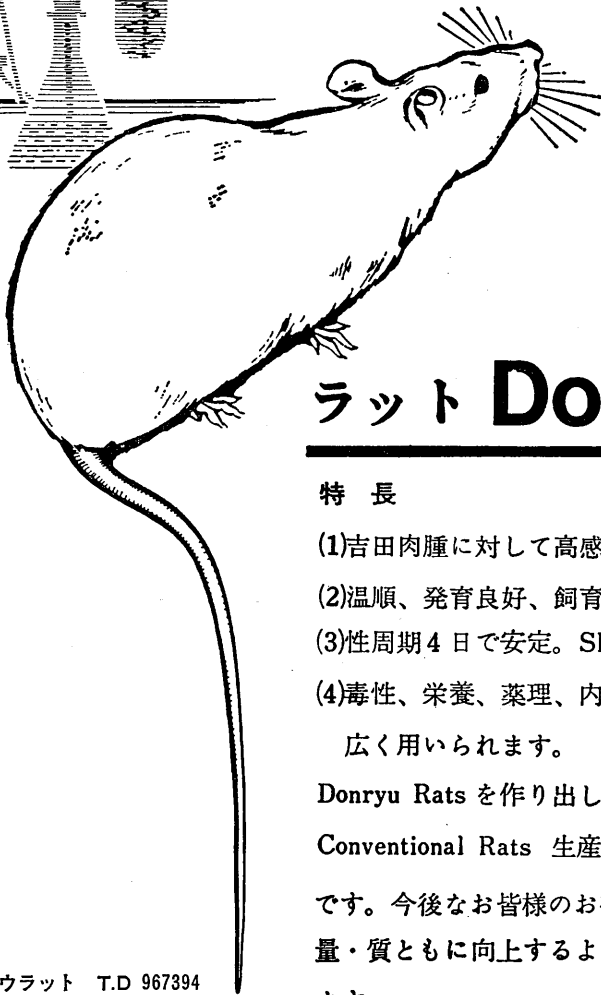 ラット Do
特 長
(1)吉田肉腫に対して高感
(2)温順、発育良好、飼育
(3)性周期4日で安定。S
(4)毒性、栄養、薬理、内
広く用いられます。
Donryu Rats を作り出し
Conventional Rats 生産
です。今後なお皆様のお
量・質ともに向上するよ
ウラット T.D 967394